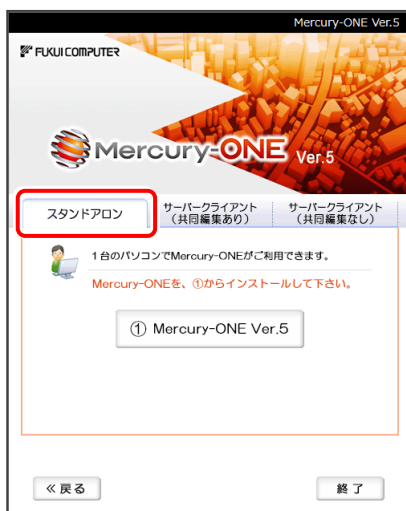 Mercury-ONE Ver.5
FUKUI COMPUTER
Mercury-ONE Ver.5
スタンドアロン
サーバークライアント
（共同編集あり）
サーバークライアント
（共同編集なし）
1台のパソコンでMercury-ONEがご利用できます。
Mercury-ONEを、①からインストールして下さい。
① Mercury-ONE Ver.5
≪戻る
終了